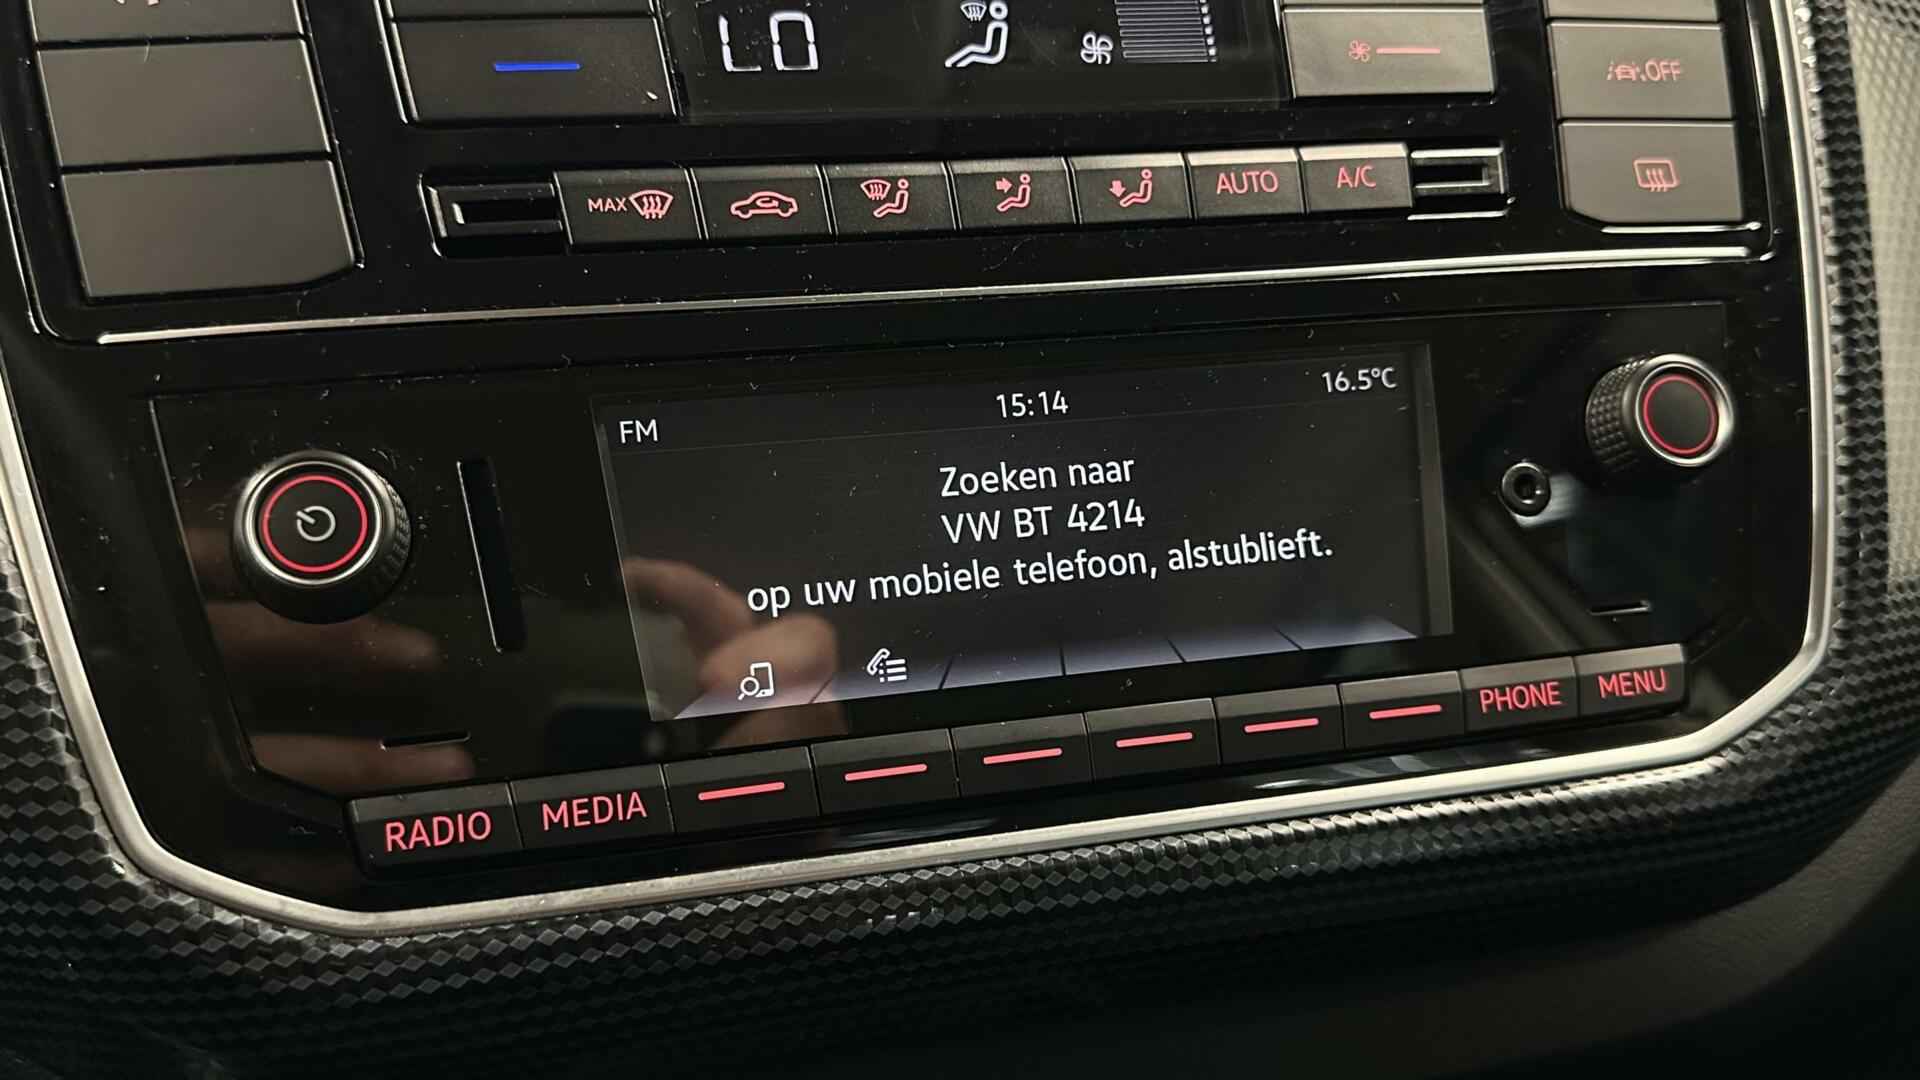 LO
OFF
MAX
AUTO
A/C
FM
15:14
16.5°C
Zoeken naar
VW BT 4214
op uw mobiele telefoon, alstublieft.
RADIO
MEDIA
PHONE
MENU